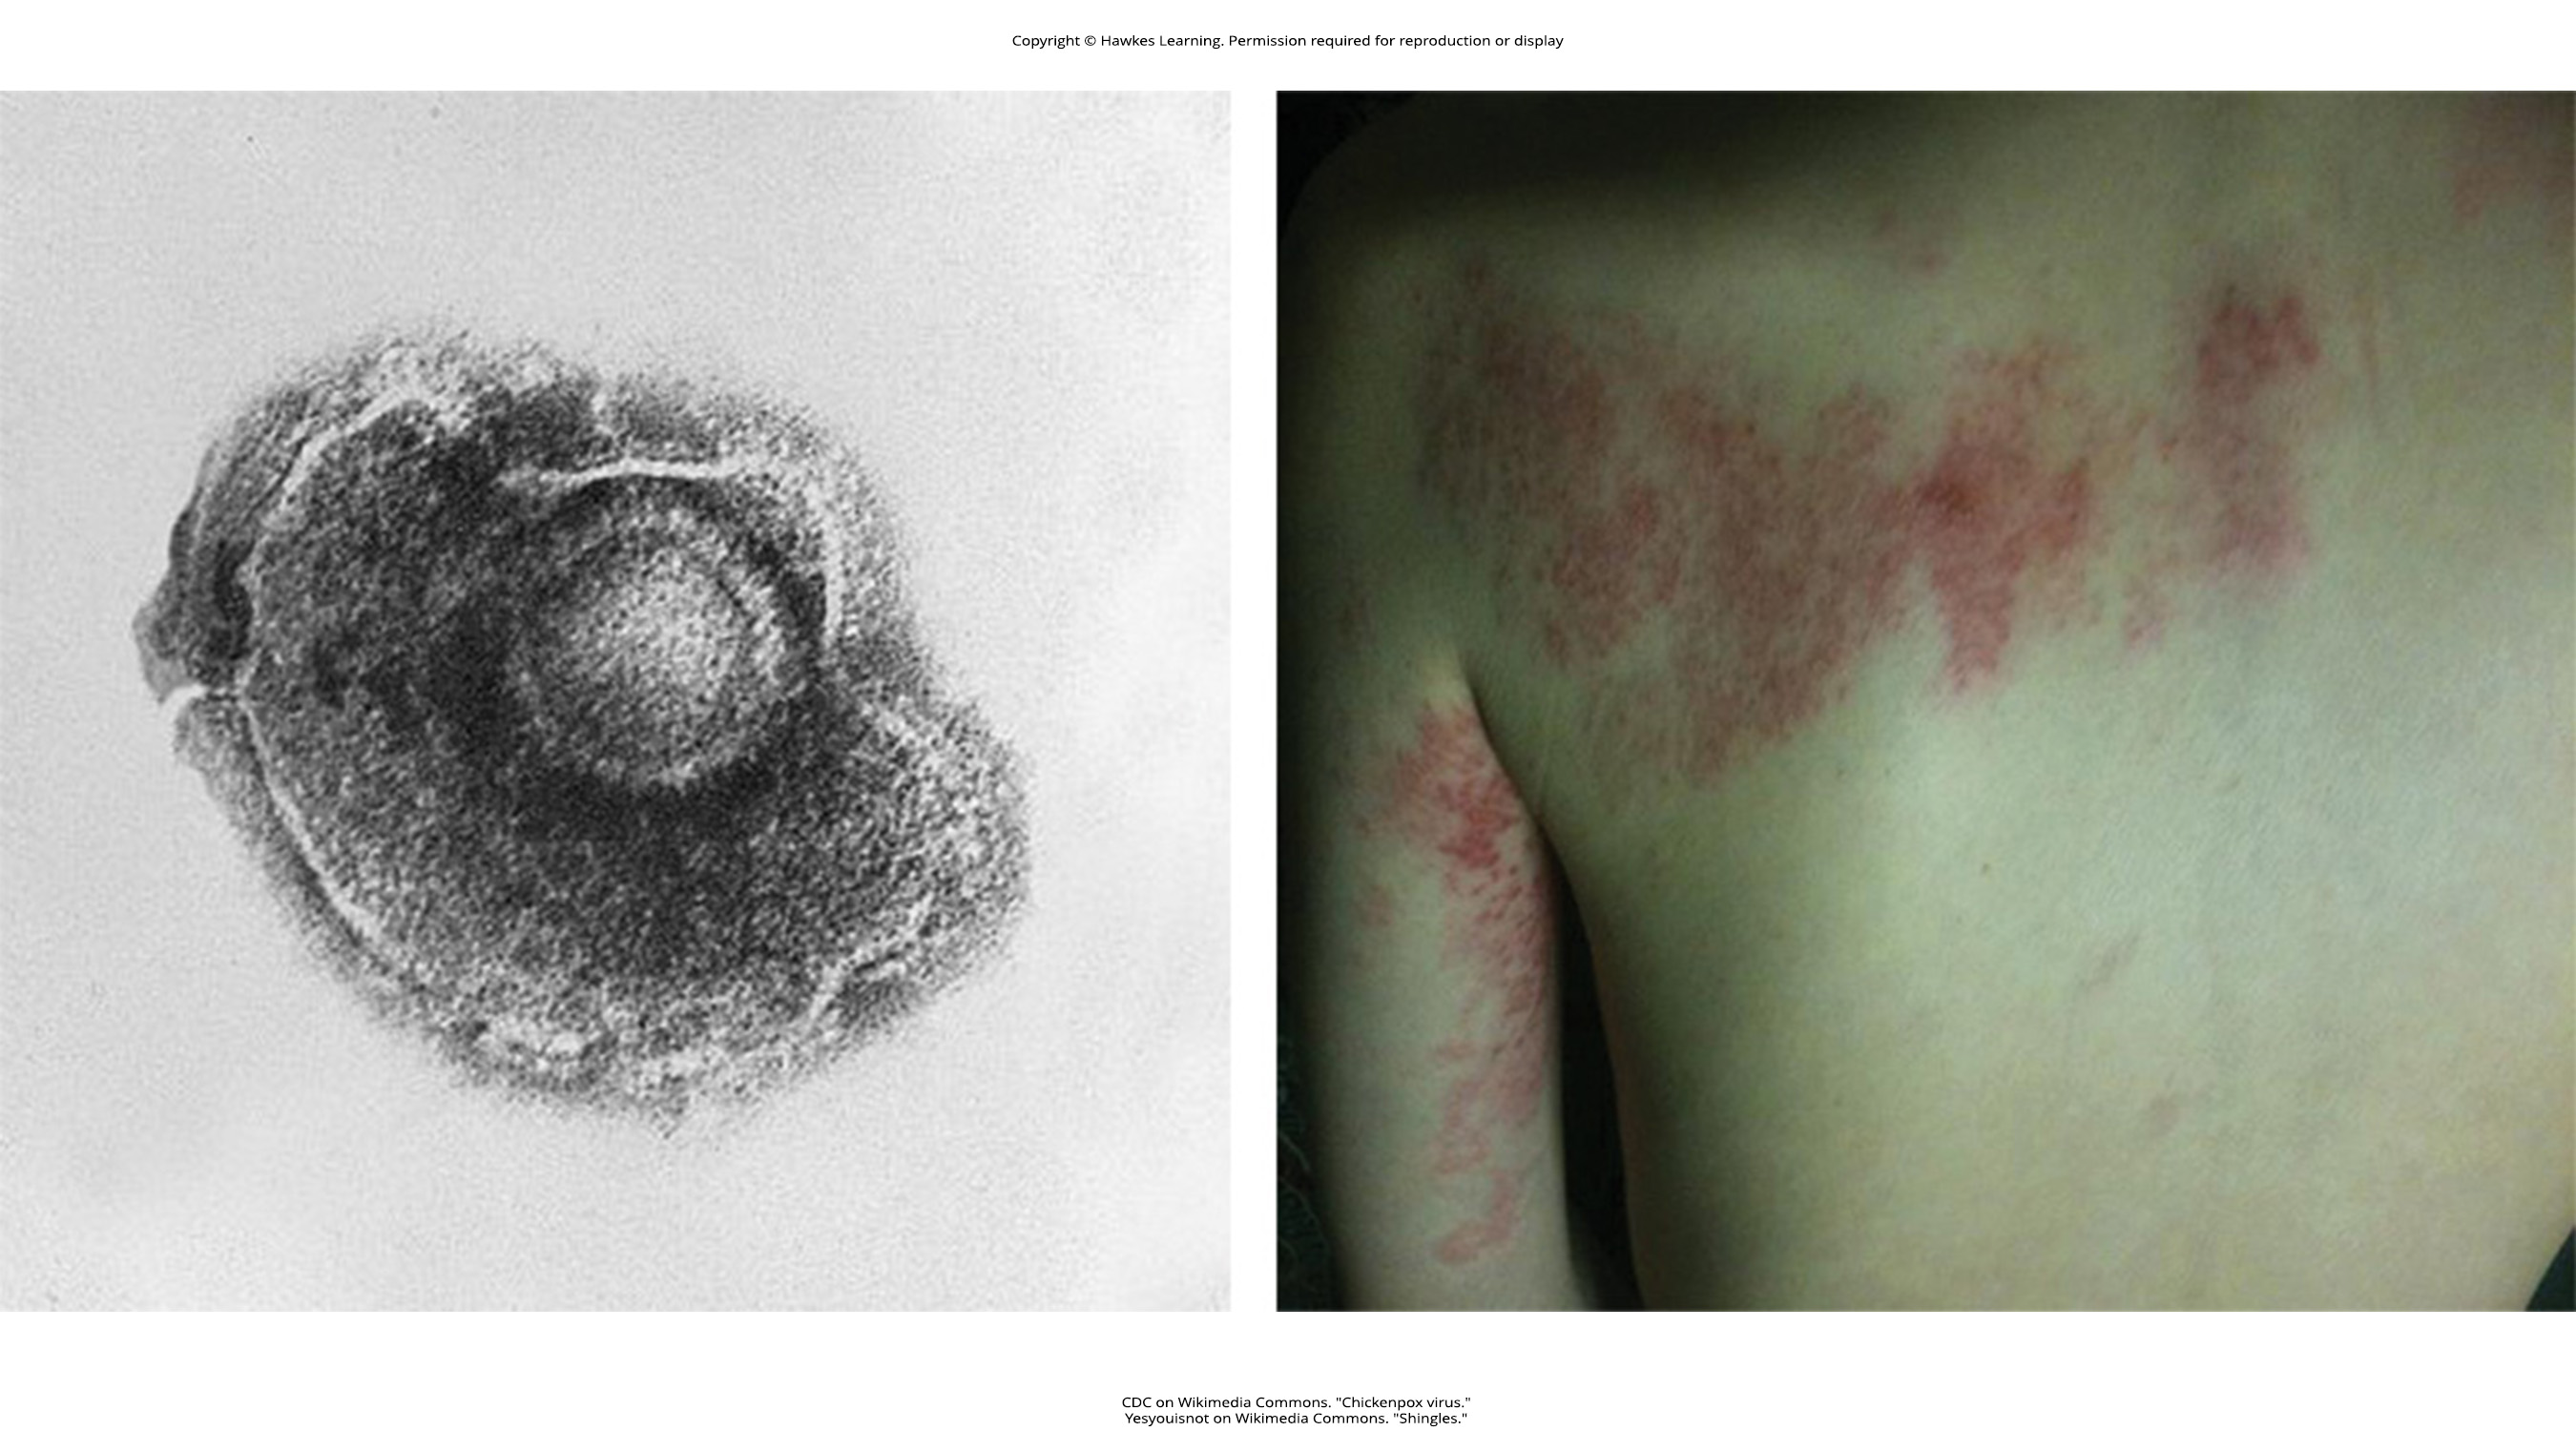 Copyright © Hawkes Learning. Permission required for reproduction or display
CDC on Wikimedia Commons. "Chickenpox virus."
Yesyouisnot on Wikimedia Commons. "Shingles."